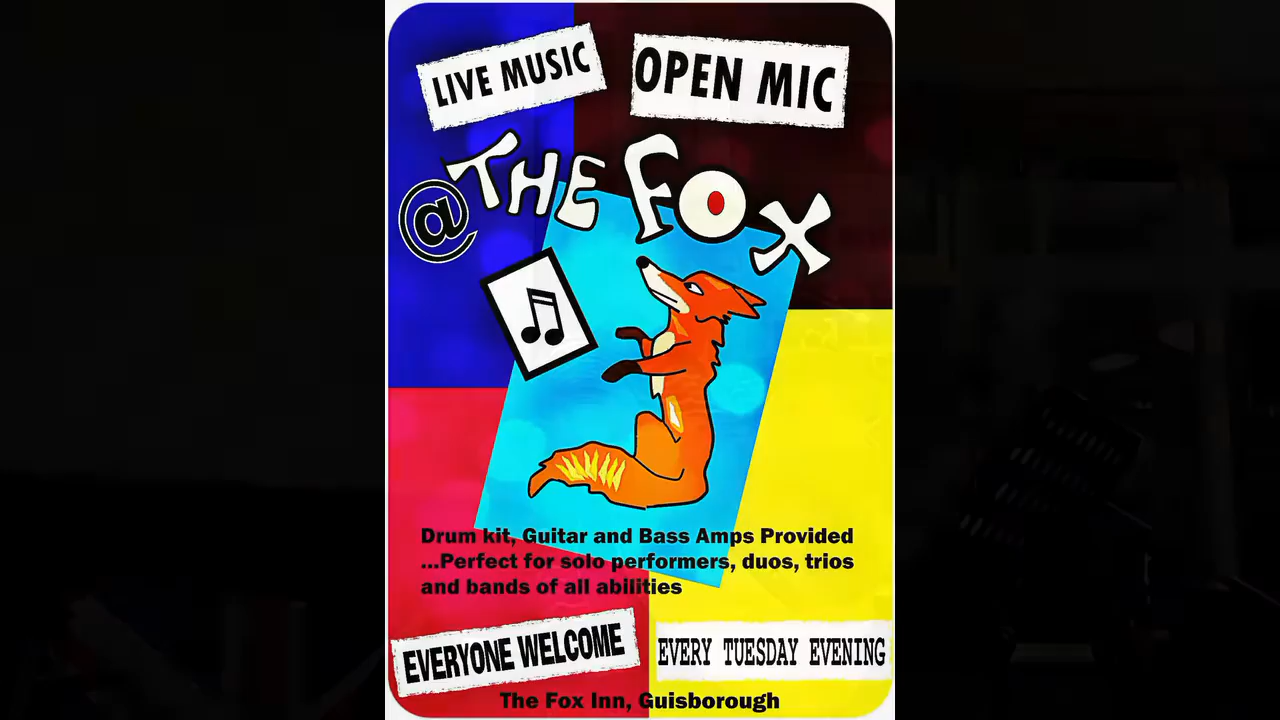 LIVE MUSIC
OPEN MIC
@ THE FOX
Drum kit, Guitar and Bass Amps Provided
...Perfect for solo performers, duos, trios
and bands of all abilities
EVERYONE WELCOME
EVERY TUESDAY EVENING
The Fox Inn, Guisborough